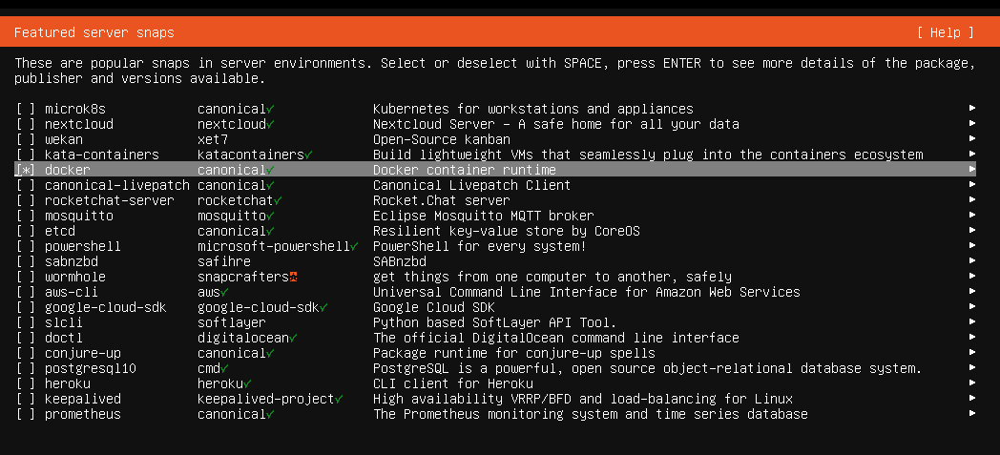 Featured server snaps [ Help ]
These are popular snaps in server environments. Select or deselect with SPACE, press ENTER to see more details of the package,
publisher and versions available.
[ ] microk8s canonical✓ Kubernetes for workstations and appliances ▶
[ ] nextcloud nextcloud✓ Nextcloud Server - A safe home for all your data ▶
[ ] wekan xet7 Open-Source kanban ▶
[ ] kata-containers katacontainers✓ Build lightweight VMs that seamlessly plug into the containers ecosystem ▶
[*] docker canonical✓ Docker container runtime ▶
[ ] canonical-livepatch canonical✓ Canonical Livepatch Client ▶
[ ] rocketchat-server rocketchat✓ Rocket.Chat server ▶
[ ] mosquitto mosquitto✓ Eclipse Mosquitto MQTT broker ▶
[ ] etcd canonical✓ Resilient key-value store by CoreOS ▶
[ ] powershell microsoft-powershell✓ PowerShell for every system! ▶
[ ] sabnzbd safihre SABnzbd ▶
[ ] wormhole snapcrafters get things from one computer to another, safely ▶
[ ] aws-cli aws✓ Universal Command Line Interface for Amazon Web Services ▶
[ ] google-cloud-sdk google-cloud-sdk✓ Google Cloud SDK ▶
[ ] slcli softlayer Python based SoftLayer API Tool. ▶
[ ] doctl digitalocean✓ The official DigitalOcean command line interface ▶
[ ] conjure-up canonical✓ Package runtime for conjure-up spells ▶
[ ] postgresql10 cmd✓ PostgreSQL is a powerful, open source object-relational database system. ▶
[ ] heroku heroku✓ CLI client for Heroku ▶
[ ] keepalived keepalived-project✓ High availability VRRP/BFD and load-balancing for Linux ▶
[ ] prometheus canonical✓ The Prometheus monitoring system and time series database ▶